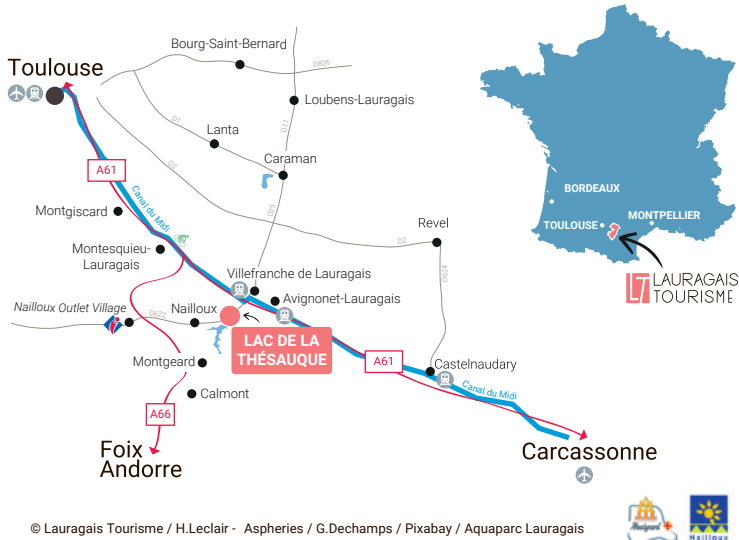 Bourg-Saint-Bernard
D826
Toulouse
Loubens-Lauragais
D1
D11
Lanta
Caraman
A61
D2
Canal du Midi
D25
Montgiscard
Revel
D2
Montesquieu-
Lauragais
D624
Villefranche de Lauragais
Avignonet-Lauragais
Nailloux Outlet Village
D622
Nailloux
LAC DE LA
THÉSAUQUE
Montgeard
A61
Castelnaudary
Calmont
Canal du Midi
A66
Foix
Andorre
Carcassonne
BORDEAUX
MONTPELLIER
TOULOUSE
LT
LAURAGAIS
TOURISME
© Lauragais Tourisme / H.Leclair - Aspheries / G.Dechamps / Pixabay / Aquaparc Lauragais
Nailloux